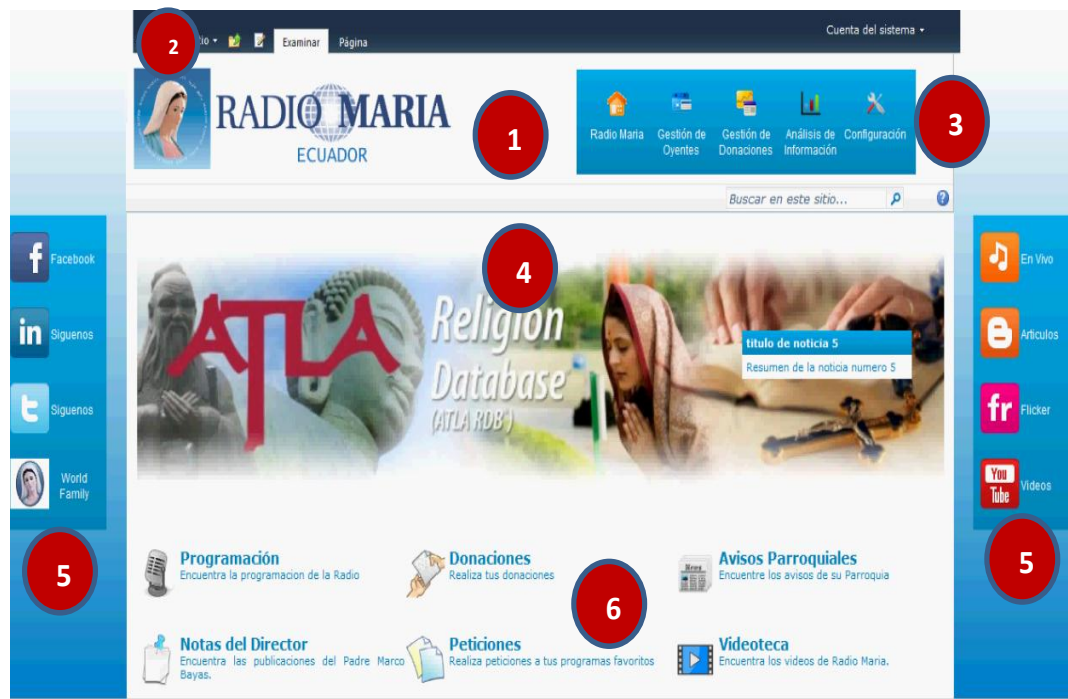 2
tio
Examinar
Página
Cuenta del sistema
RADIO MARIA
ECUADOR
1
Radio Maria
Gestión de
Oyentes
Gestión de
Donaciones
Análisis de
Información
Configuración
3
Buscar en este sitio...
?
4
f Facebook
in Siguenos
t Siguenos
World
Family
5
ATLA
Religion
Database
(ATLA RDB®)
titulo de noticia 5
Resumen de la noticia numero 5
En Vivo
Articulos
fr Flicker
You
Tube
Videos
5
Programación
Encuentra la programacion de la Radio
Donaciones
Realiza tus donaciones
News
Avisos Parroquiales
Encuentre los avisos de su Parroquia
6
Notas del Director
Encuentra las publicaciones del Padre Marco
Bayas.
Peticiones
Realiza peticiones a tus programas favoritos
Videoteca
Encuentra los videos de Radio Maria.